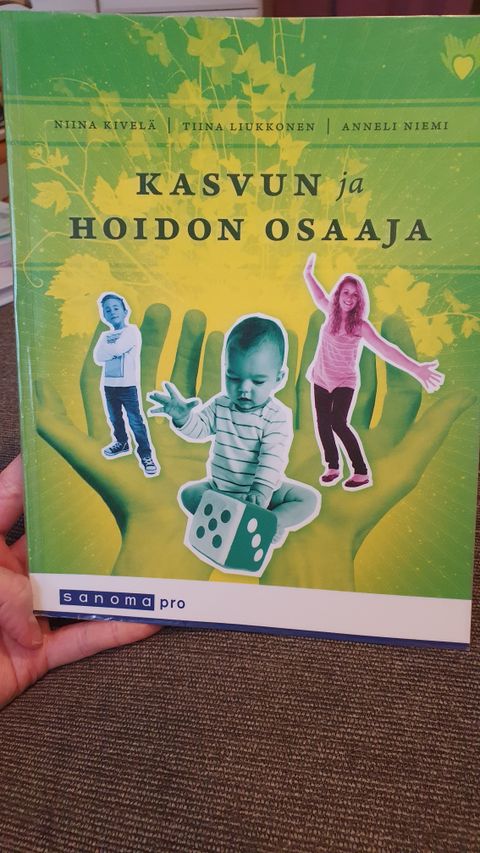 NIINA KIVELÄ | TIINA LIUKKONEN | ANNELI NIEMI
KASVUN ja
HOIDON OSAAJA
sanoma pro